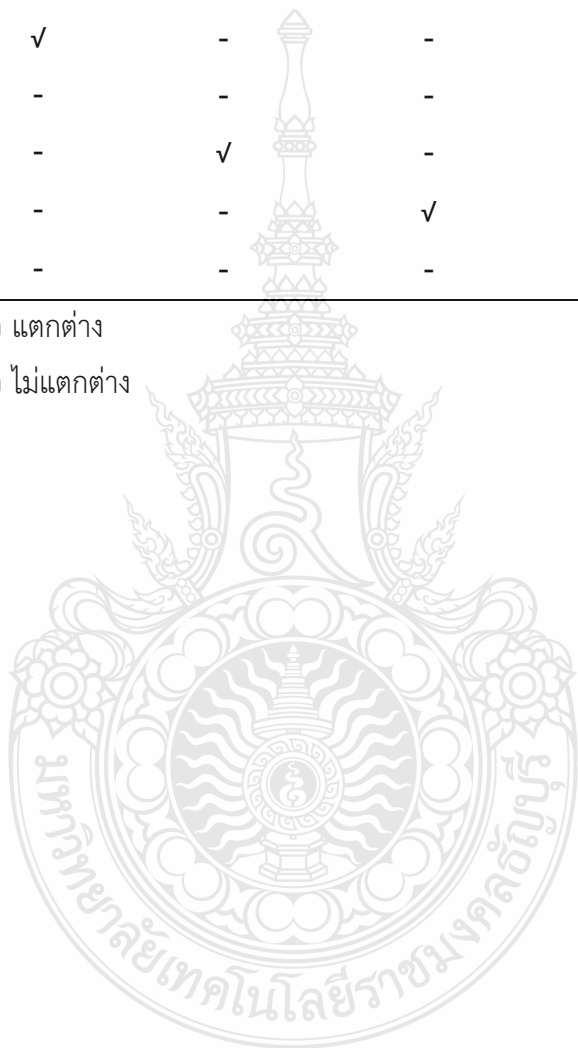 √ - -
- - -
- √ -
- - √
- - -
แตกต่าง
ไม่แตกต่าง
มหาวิทยาลัยเทคโนโลยีราชมงคลธัญบุรี